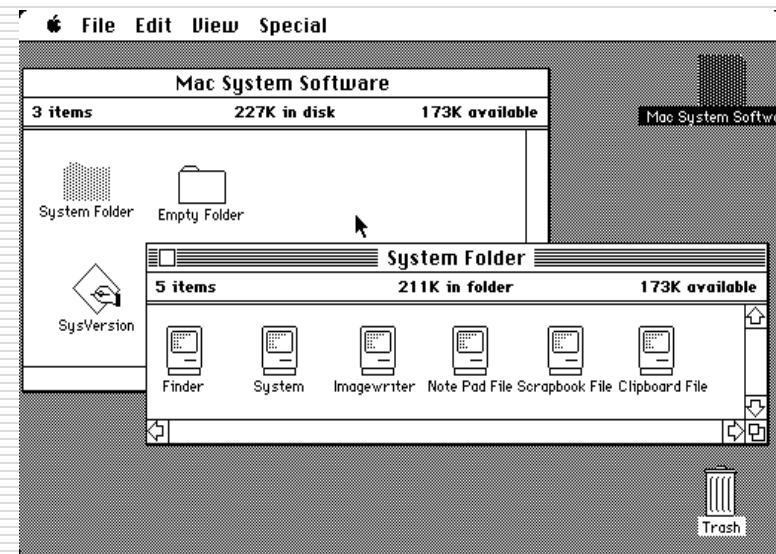 File Edit View Special
Mac System Software
3 items 227K in disk 173K available
Mac System Softw
System Folder Empty Folder
SysVersion
System Folder
5 items 211K in folder 173K available
Finder System Imagewriter Note Pad File Scrapbook File Clipboard File
Trash